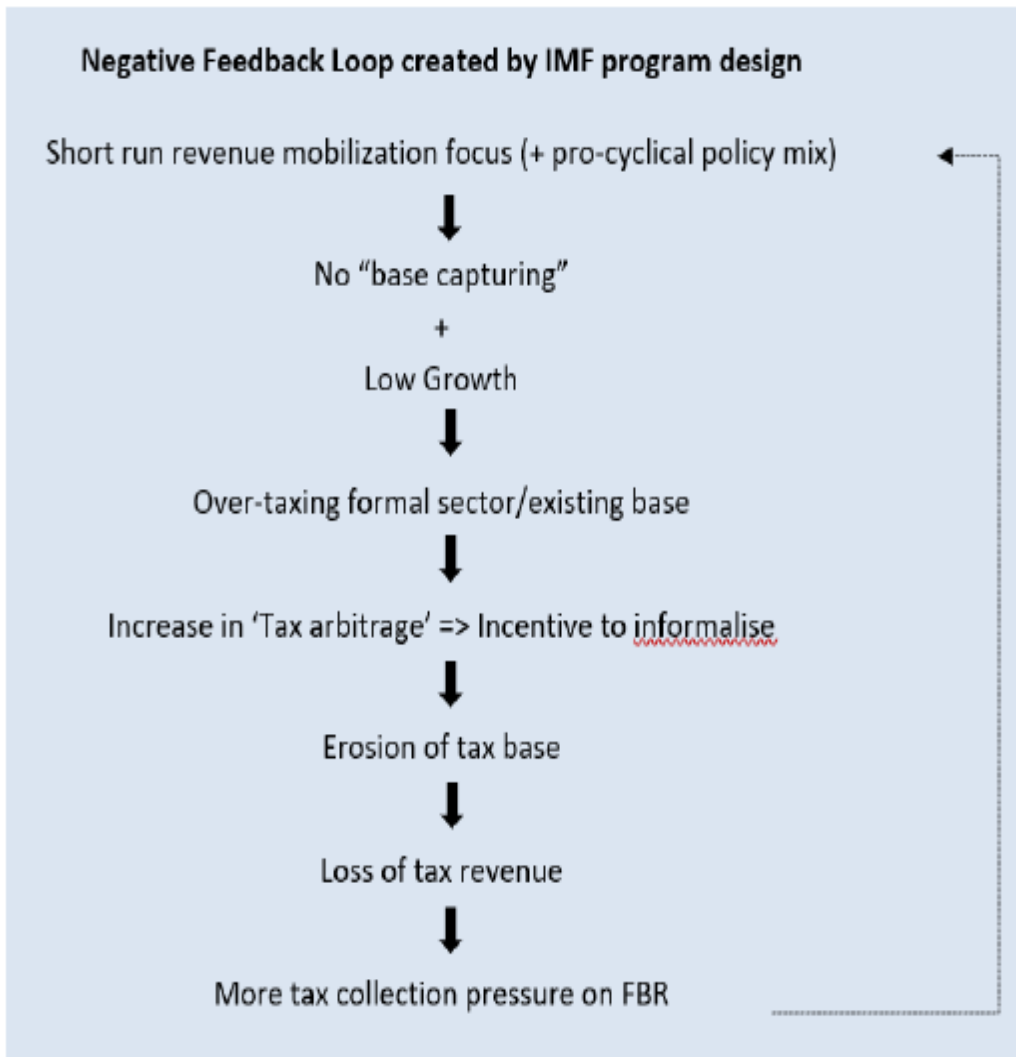 Negative Feedback Loop created by IMF program design
Short run revenue mobilization focus (+ pro-cyclical policy mix)
No “base capturing”
+
Low Growth
Over-taxing formal sector/existing base
Increase in ‘Tax arbitrage’ => Incentive to informalise
Erosion of tax base
Loss of tax revenue
More tax collection pressure on FBR